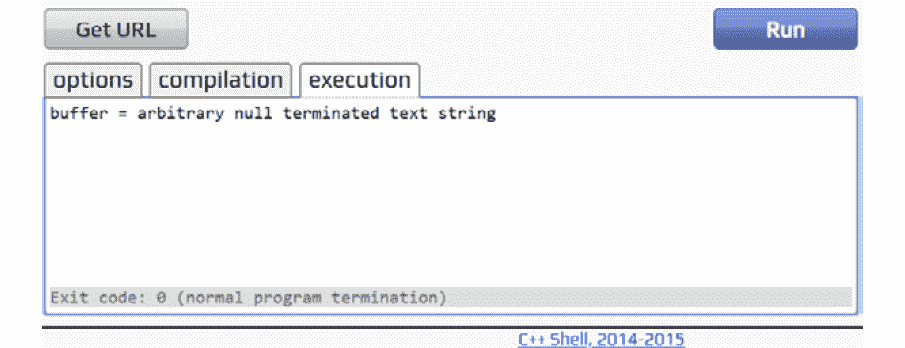 Get URL Run
options compilation execution
buffer = arbitrary null terminated text string
Exit code: 0 (normal program termination)
C++ Shell, 2014-2015